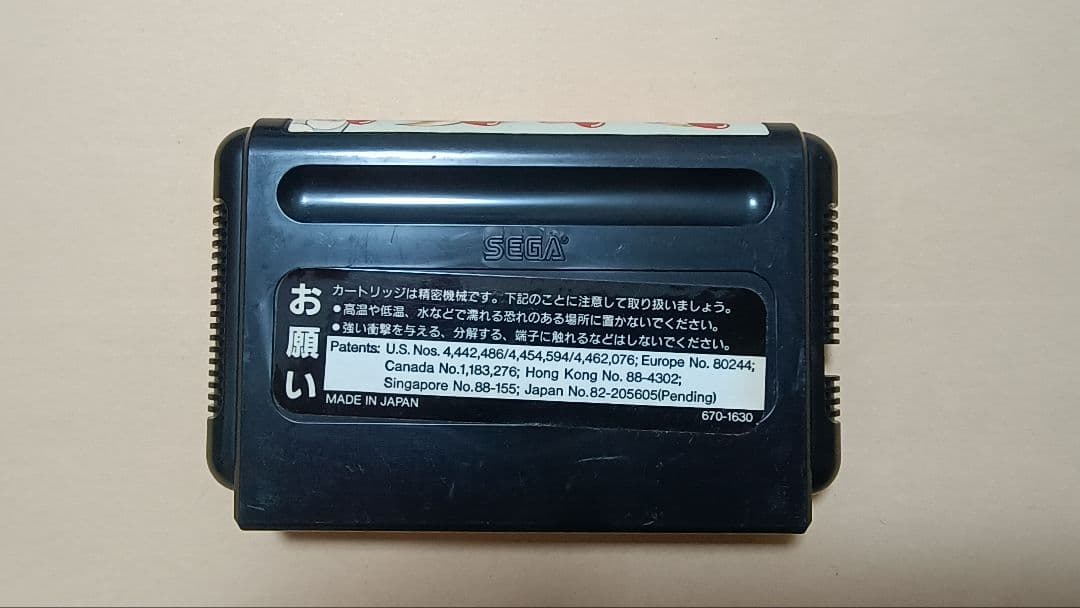 SEGA®
お願い
カートリッジは精密機械です。下記のことに注意して取り扱いましょう。
●高温や低温、水などで濡れる恐れのある場所に置かないでください。
●強い衝撃を与える、分解する、端子に触れるなどはしないでください。
Patents: U.S. Nos. 4,442,486/4,454,594/4,462,076; Europe No. 80244;
Canada No.1,183,276; Hong Kong No. 88-4302;
Singapore No.88-155; Japan No.82-205605(Pending)
MADE IN JAPAN
670-1630